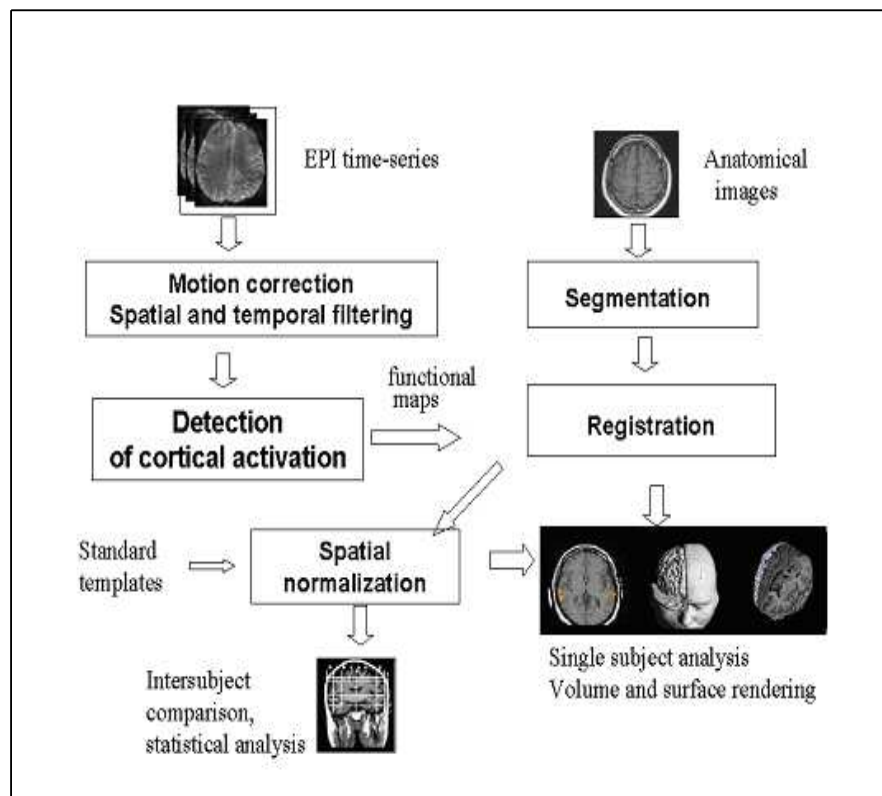 EPI time-series
Anatomical
images
Motion correction
Spatial and temporal filtering
Segmentation
functional
maps
Detection
of cortical activation
Registration
Standard
templates
Spatial
normalization
Single subject analysis
Volume and surface rendering
Intersubject
comparison,
statistical analysis